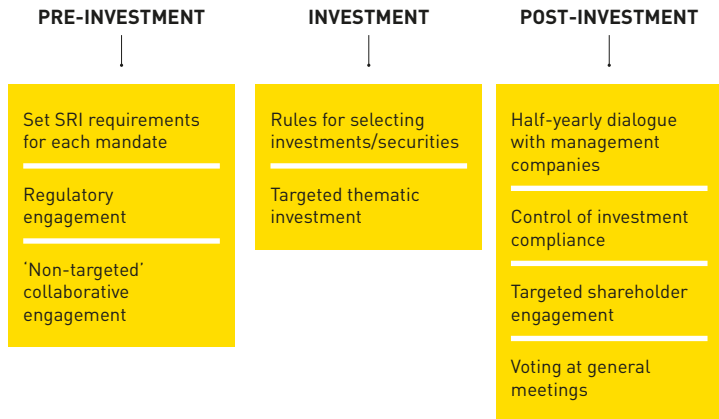 PRE-INVESTMENT
Set SRI requirements
for each mandate
Regulatory
engagement
'Non-targeted'
collaborative
engagement
INVESTMENT
Rules for selecting
investments/securities
Targeted thematic
investment
POST-INVESTMENT
Half-yearly dialogue
with management
companies
Control of investment
compliance
Targeted shareholder
engagement
Voting at general
meetings